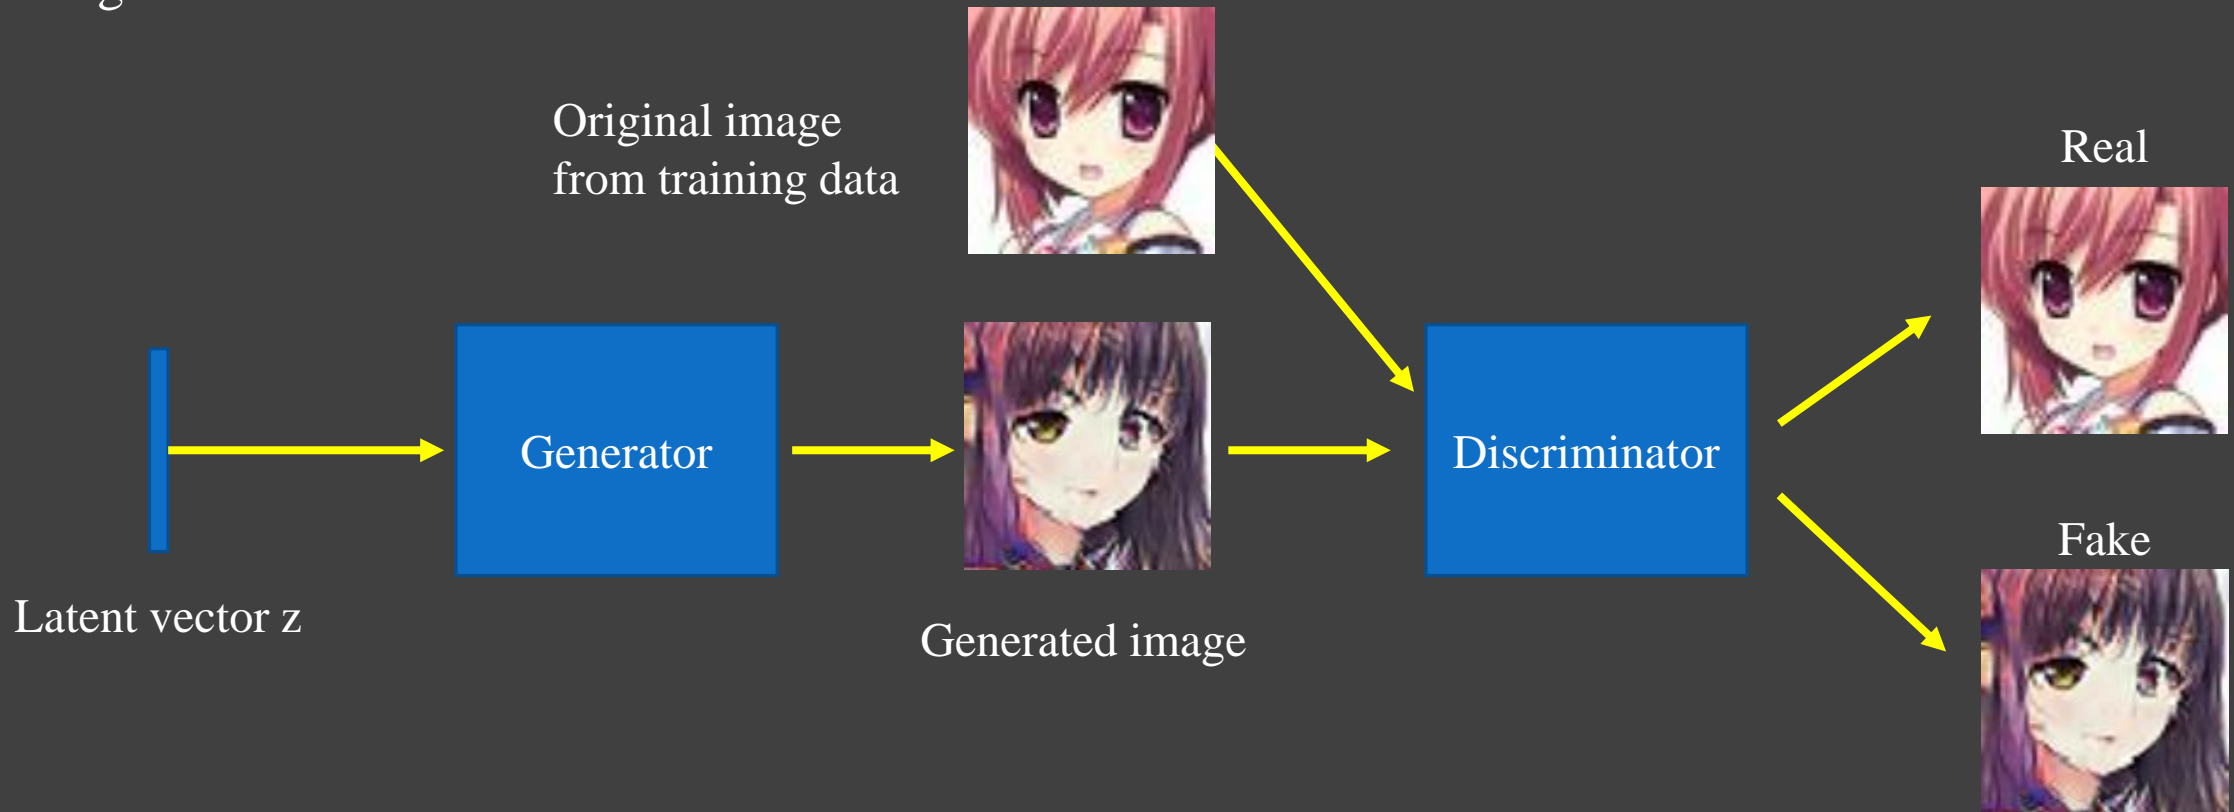 Original image
from training data
Real
Generator
Discriminator
Fake
Latent vector z
Generated image